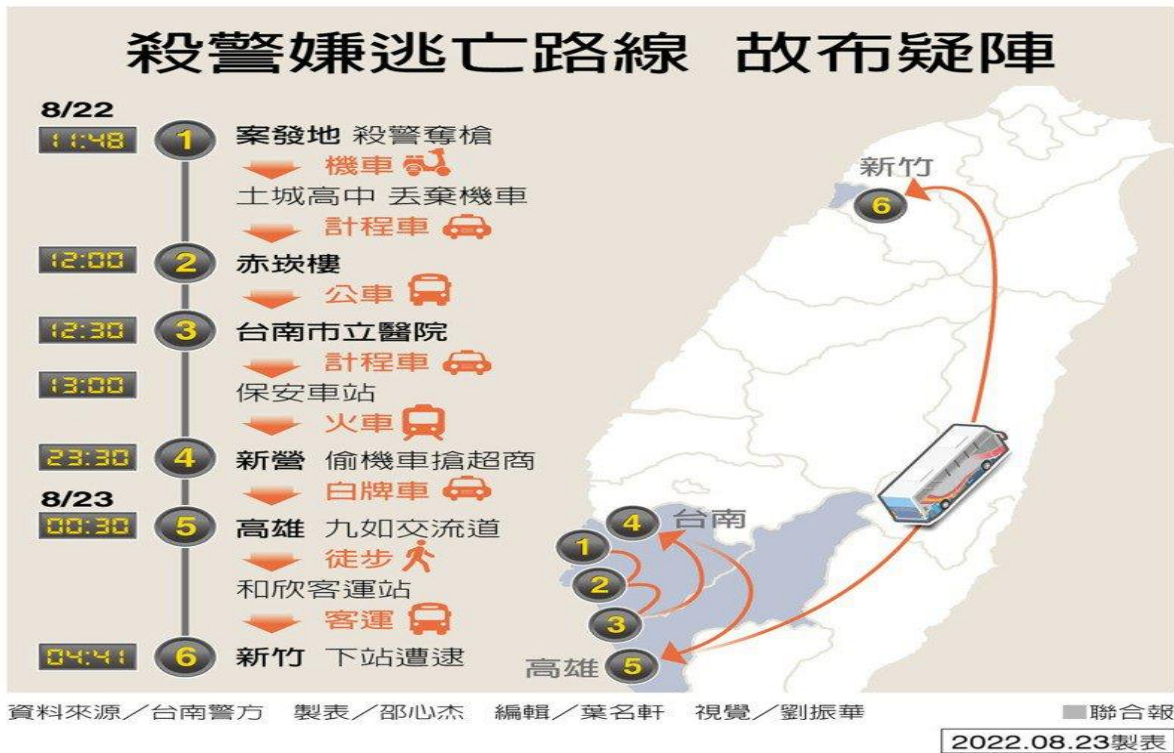 殺警嫌逃亡路線 故布疑陣
8/22
11:48 1 案發地 殺警奪槍
機車
土城高中 丟棄機車
計程車
12:00 2 赤崁樓
公車
12:30 3 台南市立醫院
計程車
13:00 保安車站
火車
23:30 4 新營 偷機車搶超商
白牌車
8/23
00:30 5 高雄 九如交流道
徒步
和欣客運站
客運
04:41 6 新竹 下站遭逮
新竹
6
4 台南
1
2
3
高雄 5
資料來源／台南警方 製表／邵心杰 編輯／葉名軒 視覺／劉振華 ■聯合報
2022.08.23製表